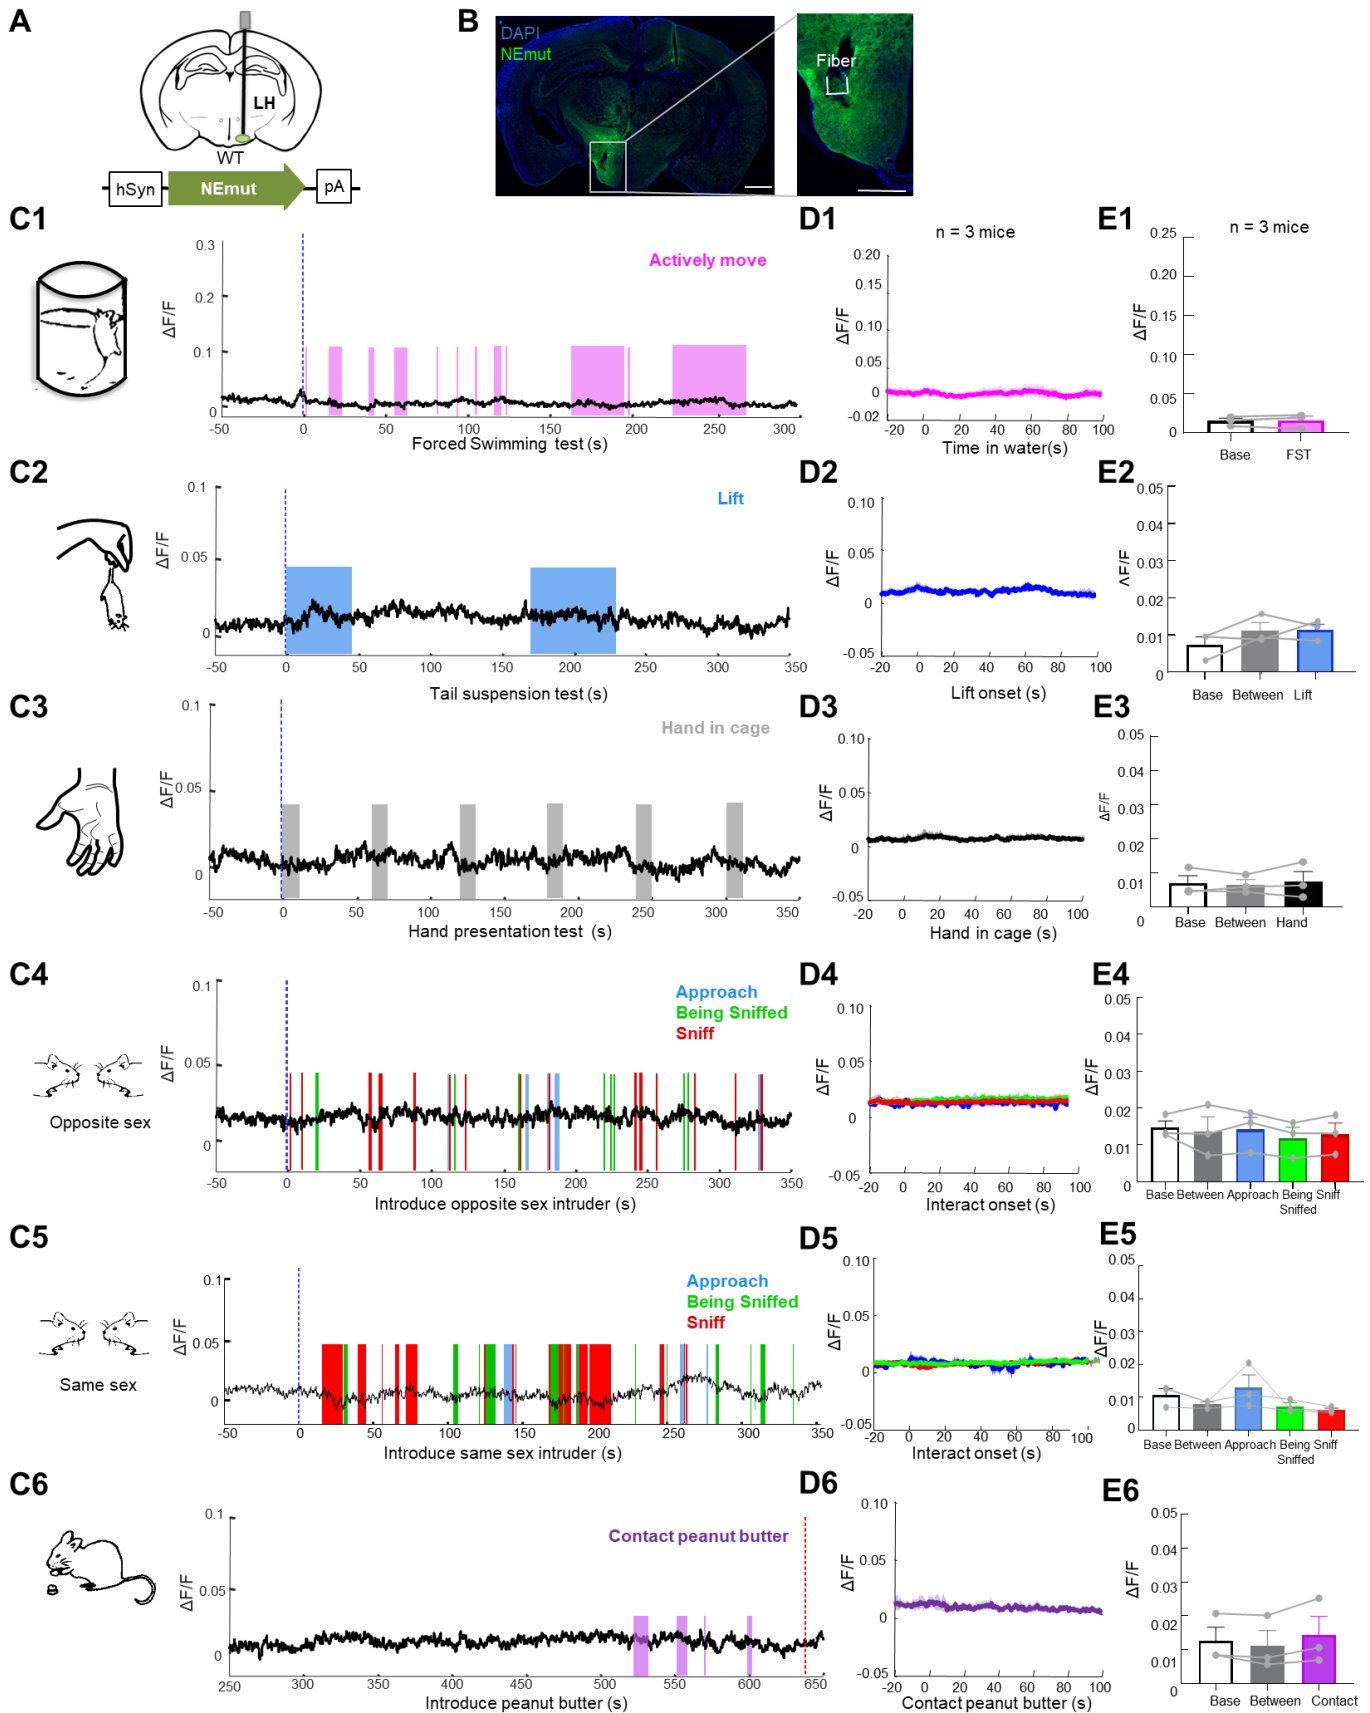 A
LH
WT
hSyn
NEmut
pA
B
DAPI
NEmut
Fiber
C1
0.3
0.2
0.1
0
ΔF/F
Actively move
-50 0 50 100 150 200 250 300
Forced Swimming test (s)
D1
n = 3 mice
0.20
0.15
0.10
0.05
0
-0.02
ΔF/F
-20 0 20 40 60 80 100
Time in water(s)
E1
n = 3 mice
0.25
0.20
0.15
0.10
0.05
0
ΔF/F
Base FST
C2
0.1
0.05
0
ΔF/F
Lift
-50 0 50 100 150 200 250 300 350
Tail suspension test (s)
D2
0.10
0.05
0
-0.05
ΔF/F
-20 0 20 40 60 80 100
Lift onset (s)
E2
0.05
0.04
0.03
0.02
0.01
0
ΔF/F
Base Between Lift
C3
0.1
0.05
0
ΔF/F
Hand in cage
-50 0 50 100 150 200 250 300 350
Hand presentation test (s)
D3
0.10
0.05
0
-0.05
ΔF/F
-20 0 20 40 60 80 100
Hand in cage (s)
E3
0.05
0.04
0.03
0.02
0.01
0
ΔF/F
Base Between Hand
C4
Opposite sex
0.1
0.05
0
ΔF/F
Approach
Being Sniffed
Sniff
-50 0 50 100 150 200 250 300 350
Introduce opposite sex intruder (s)
D4
0.10
0.05
0
-0.05
ΔF/F
-20 0 20 40 60 80 100
Interact onset (s)
E4
0.05
0.04
0.03
0.02
0.01
0
ΔF/F
Base Between Approach Being Sniff
Sniffed
C5
Same sex
0.1
0.05
0
ΔF/F
Approach
Being Sniffed
Sniff
-50 0 50 100 150 200 250 300 350
Introduce same sex intruder (s)
D5
0.10
0.05
0
-0.05
ΔF/F
-20 0 20 40 60 80 100
Interact onset (s)
E5
0.05
0.04
0.03
0.02
0.01
0
ΔF/F
Base Between Approach Being Sniff
Sniffed
C6
0.1
0.05
0
ΔF/F
Contact peanut butter
250 300 350 400 450 500 550 600 650
Introduce peanut butter (s)
D6
0.10
0.05
0
-0.05
ΔF/F
-20 0 20 40 60 80 100
Contact peanut butter (s)
E6
0.05
0.04
0.03
0.02
0.01
0
ΔF/F
Base Between Contact